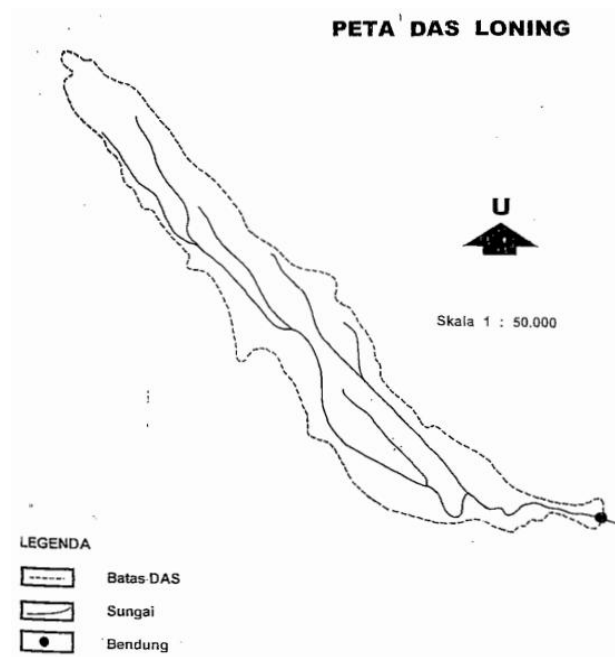 PETA DAS LONING
U
Skala 1 : 50.000
LEGENDA
Batas DAS
Sungai
Bendung